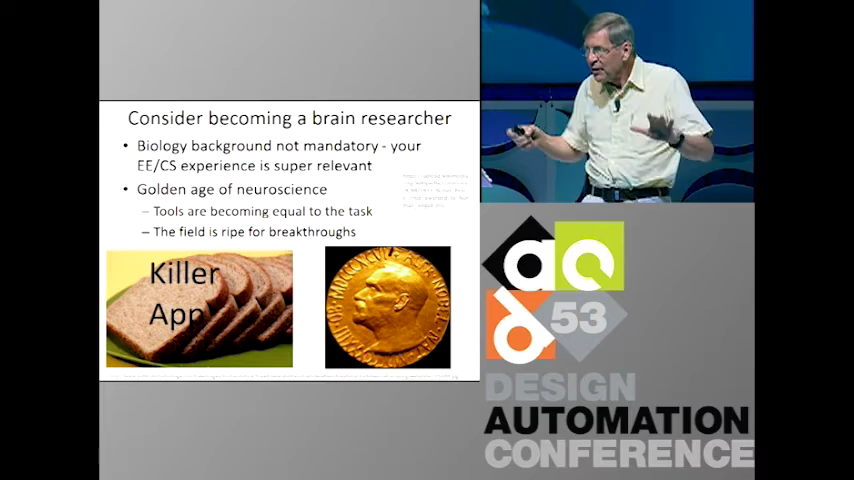 Consider becoming a brain researcher
• Biology background not mandatory - your
EE/CS experience is super relevant
• Golden age of neuroscience
– Tools are becoming equal to the task
– The field is ripe for breakthroughs
Killer
App
53
DESIGN
AUTOMATION
CONFERENCE